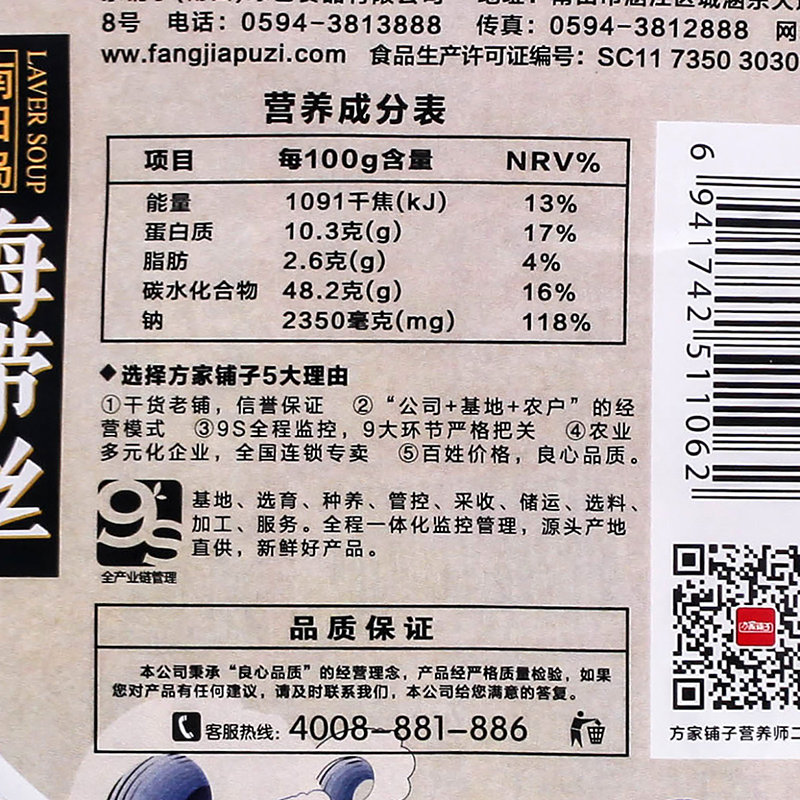 8号 电话：0594-3813888 传真：0594-3812888 网
ww.fangjiapuzi.com 食品生产许可证编号：SC11 7350 3030
LAVER SOUP
营养成分表
项目 每100g含量 NRV%
能量 1091千焦(kJ) 13%
蛋白质 10.3克(g) 17%
脂肪 2.6克(g) 4%
碳水化合物 48.2克(g) 16%
钠 2350毫克(mg) 118%
◆选择方家铺子5大理由
①干货老铺，信誉保证 ②“公司+基地+农户”的经
营模式 ③9S全程监控，9大环节严格把关 ④农业
多元化企业，全国连锁专卖 ⑤百姓价格，良心品质。
9S
基地、选育、种养、管控、采收、储运、选料、
加工、服务。全程一体化监控管理，源头产地
直供，新鲜好产品。
全产业链管理
品质保证
本公司秉承“良心品质”的经营理念，产品经严格质量检验，如果
您对产品有任何建议，请及时联系我们，本公司给您满意的答复。
客服热线：4008-881-886
6 941742 511062
方家铺子
方家铺子营养师二